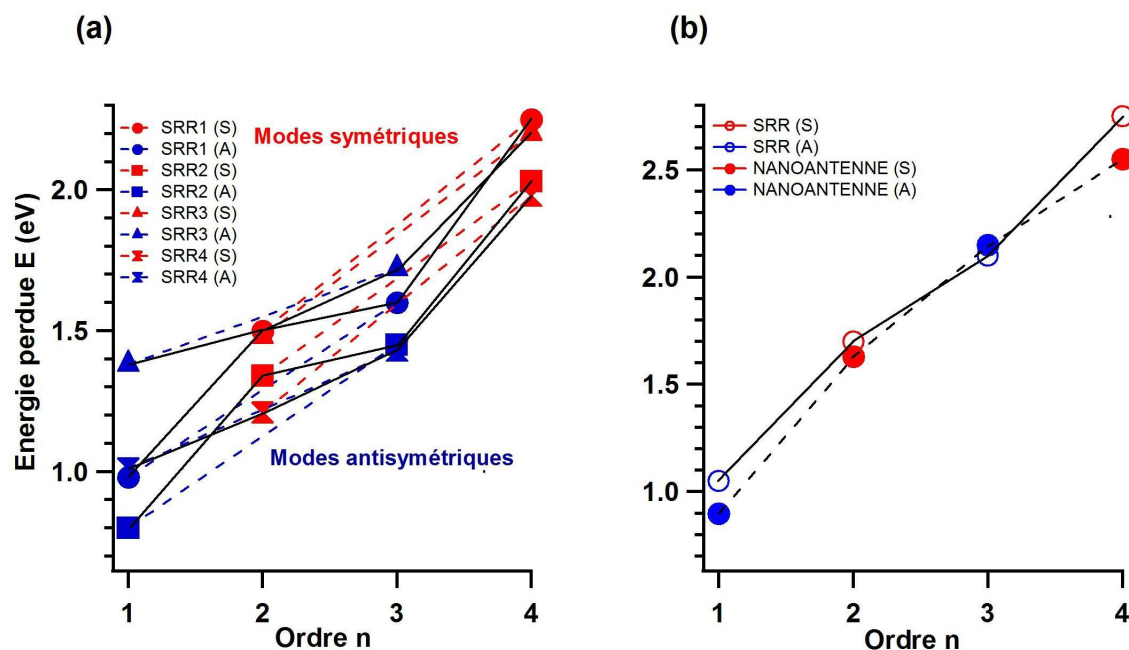 (a)
Energie perdue E (eV)
2.0
1.5
1.0
SRR1 (S)
SRR1 (A)
SRR2 (S)
SRR2 (A)
SRR3 (S)
SRR3 (A)
SRR4 (S)
SRR4 (A)
Modes symétriques
Modes antisymétriques
1 2 3 4
Ordre n
(b)
2.5
2.0
1.5
1.0
SRR (S)
SRR (A)
NANOANTENNE (S)
NANOANTENNE (A)
1 2 3 4
Ordre n